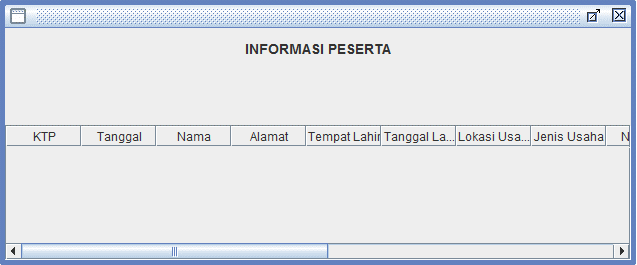 INFORMASI PESERTA
KTP Tanggal Nama Alamat Tempat Lahir Tanggal La... Lokasi Usa... Jenis Usaha N